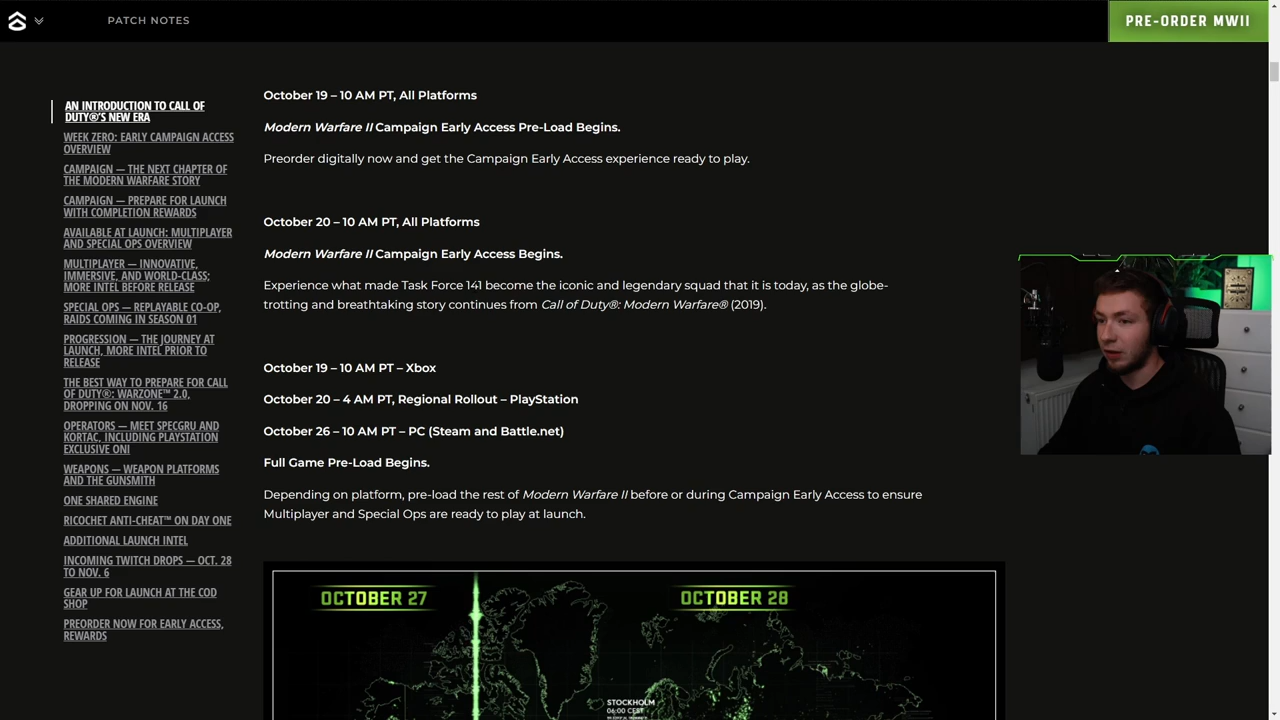 PATCH NOTES
PRE-ORDER MWII
AN INTRODUCTION TO CALL OF
DUTY®'S NEW ERA
WEEK ZERO: EARLY CAMPAIGN ACCESS
OVERVIEW
CAMPAIGN — THE NEXT CHAPTER OF
THE MODERN WARFARE STORY
CAMPAIGN — PREPARE FOR LAUNCH
WITH COMPLETION REWARDS
AVAILABLE AT LAUNCH: MULTIPLAYER
AND SPECIAL OPS OVERVIEW
MULTIPLAYER — INNOVATIVE,
IMMERSIVE, AND WORLD-CLASS;
MORE INTEL BEFORE RELEASE
SPECIAL OPS — REPLAYABLE CO-OP,
RAIDS COMING IN SEASON 01
PROGRESSION — THE JOURNEY AT
LAUNCH, MORE INTEL PRIOR TO
RELEASE
THE BEST WAY TO PREPARE FOR CALL
OF DUTY®: WARZONE™ 2.0,
DROPPING ON NOV. 16
OPERATORS — MEET SPECGRU AND
KORTAC, INCLUDING PLAYSTATION
EXCLUSIVE ONI
WEAPONS — WEAPON PLATFORMS
AND THE GUNSMITH
ONE SHARED ENGINE
RICOCHET ANTI-CHEAT™ ON DAY ONE
ADDITIONAL LAUNCH INTEL
INCOMING TWITCH DROPS — OCT. 28
TO NOV. 6
GEAR UP FOR LAUNCH AT THE COD
SHOP
PREORDER NOW FOR EARLY ACCESS,
REWARDS
October 19 – 10 AM PT, All Platforms
Modern Warfare II Campaign Early Access Pre-Load Begins.
Preorder digitally now and get the Campaign Early Access experience ready to play.
October 20 – 10 AM PT, All Platforms
Modern Warfare II Campaign Early Access Begins.
Experience what made Task Force 141 become the iconic and legendary squad that it is today, as the globe-
trotting and breathtaking story continues from Call of Duty®: Modern Warfare® (2019).
October 19 – 10 AM PT – Xbox
October 20 – 4 AM PT, Regional Rollout – PlayStation
October 26 – 10 AM PT – PC (Steam and Battle.net)
Full Game Pre-Load Begins.
Depending on platform, pre-load the rest of Modern Warfare II before or during Campaign Early Access to ensure
Multiplayer and Special Ops are ready to play at launch.
OCTOBER 27
OCTOBER 28
STOCKHOLM
06:00 CEST